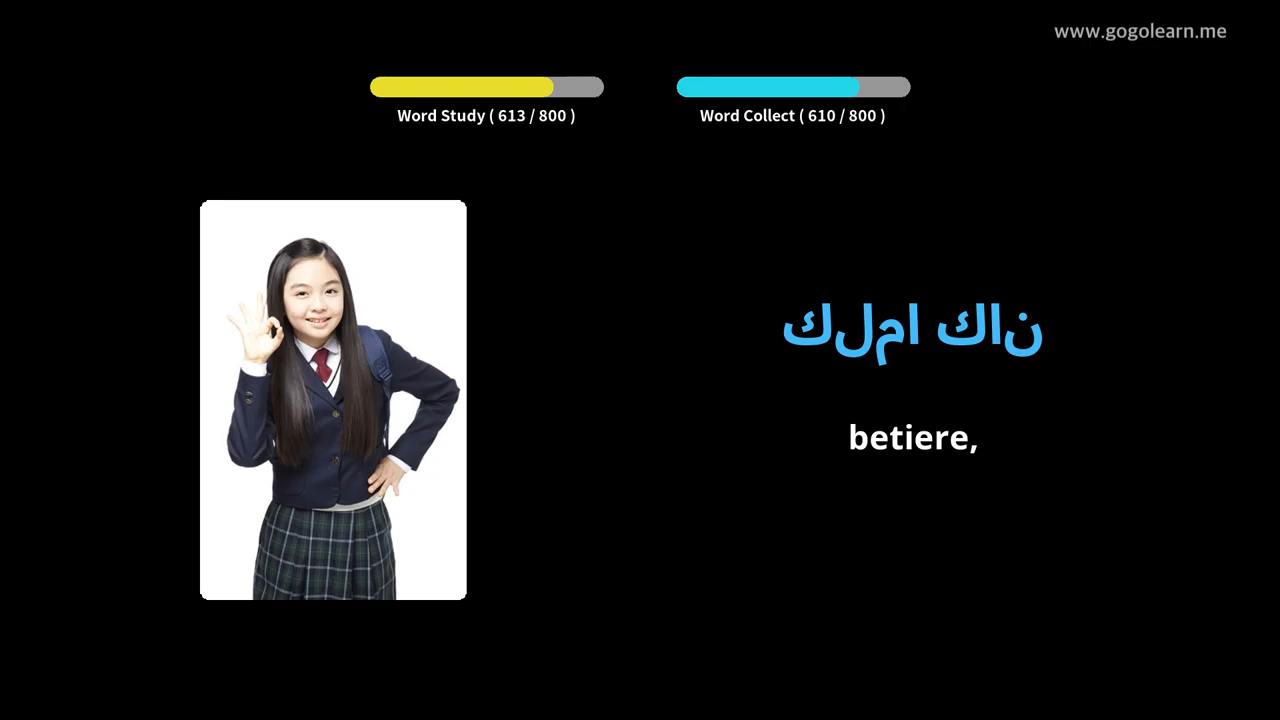 www.gogolearn.me
Word Study ( 613 / 800 )
Word Collect ( 610 / 800 )
كلما كان
betiere,